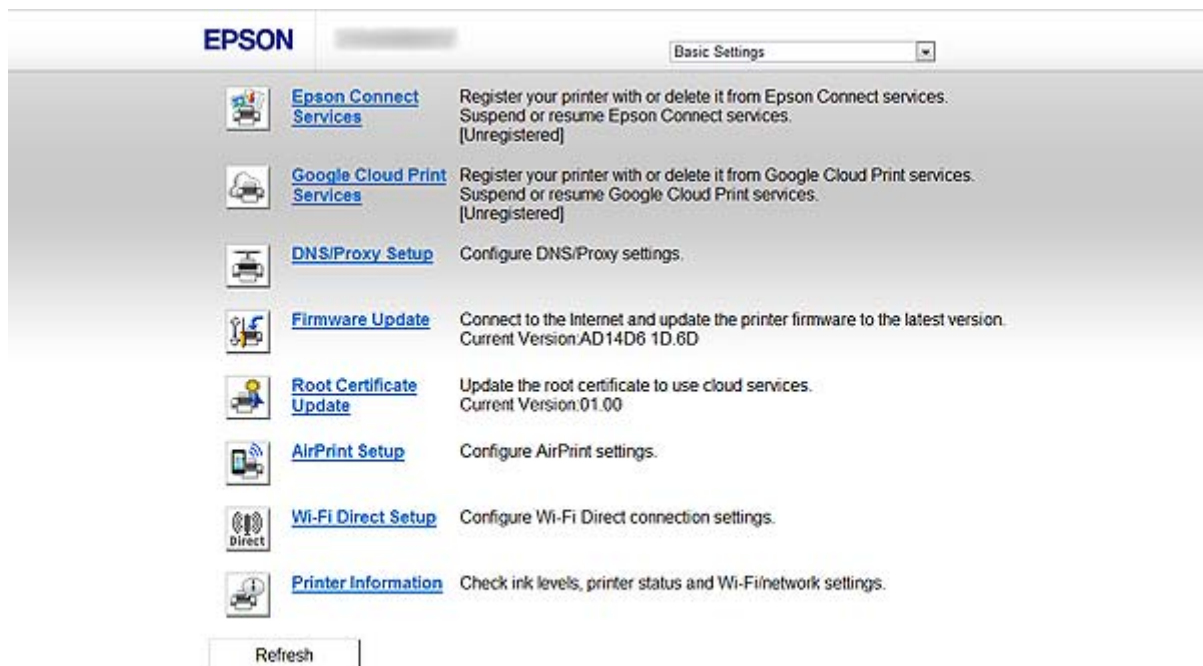 EPSON
Basic Settings
Epson Connect
Services
Register your printer with or delete it from Epson Connect services.
Suspend or resume Epson Connect services.
[Unregistered]
Google Cloud Print
Services
Register your printer with or delete it from Google Cloud Print services.
Suspend or resume Google Cloud Print services.
[Unregistered]
DNS/Proxy Setup
Configure DNS/Proxy settings.
Firmware Update
Connect to the Internet and update the printer firmware to the latest version.
Current Version:AD14D6 1D.6D
Root Certificate
Update
Update the root certificate to use cloud services.
Current Version:01.00
AirPrint Setup
Configure AirPrint settings.
Direct
Wi-Fi Direct Setup
Configure Wi-Fi Direct connection settings.
Printer Information
Check ink levels, printer status and Wi-Fi/network settings.
Refresh